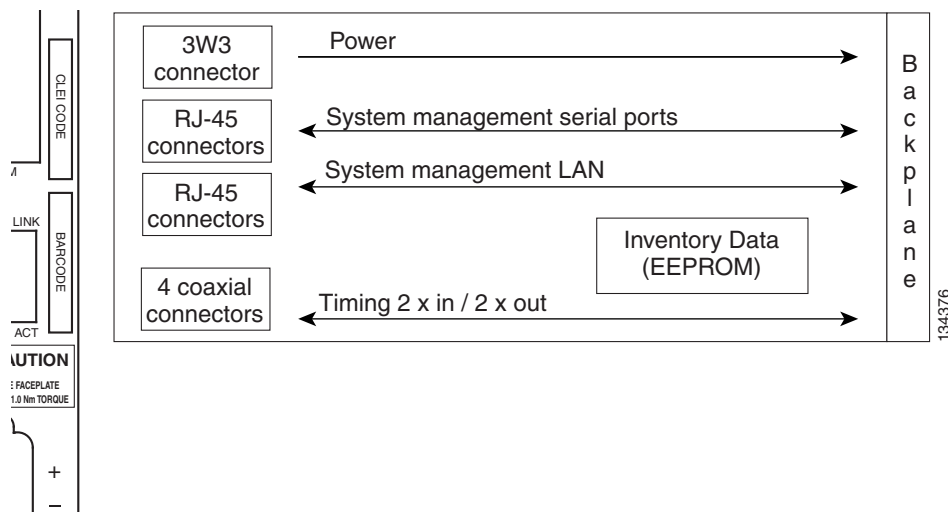 CLEI CODE
M
LINK
BARCODE
ACT
AUTION
E FACEPLATE
1.0 Nm TORQUE
+
–
3W3
connector
Power
RJ-45
connectors
System management serial ports
RJ-45
connectors
System management LAN
Inventory Data
(EEPROM)
4 coaxial
connectors
Timing 2 x in / 2 x out
Backplane
134376